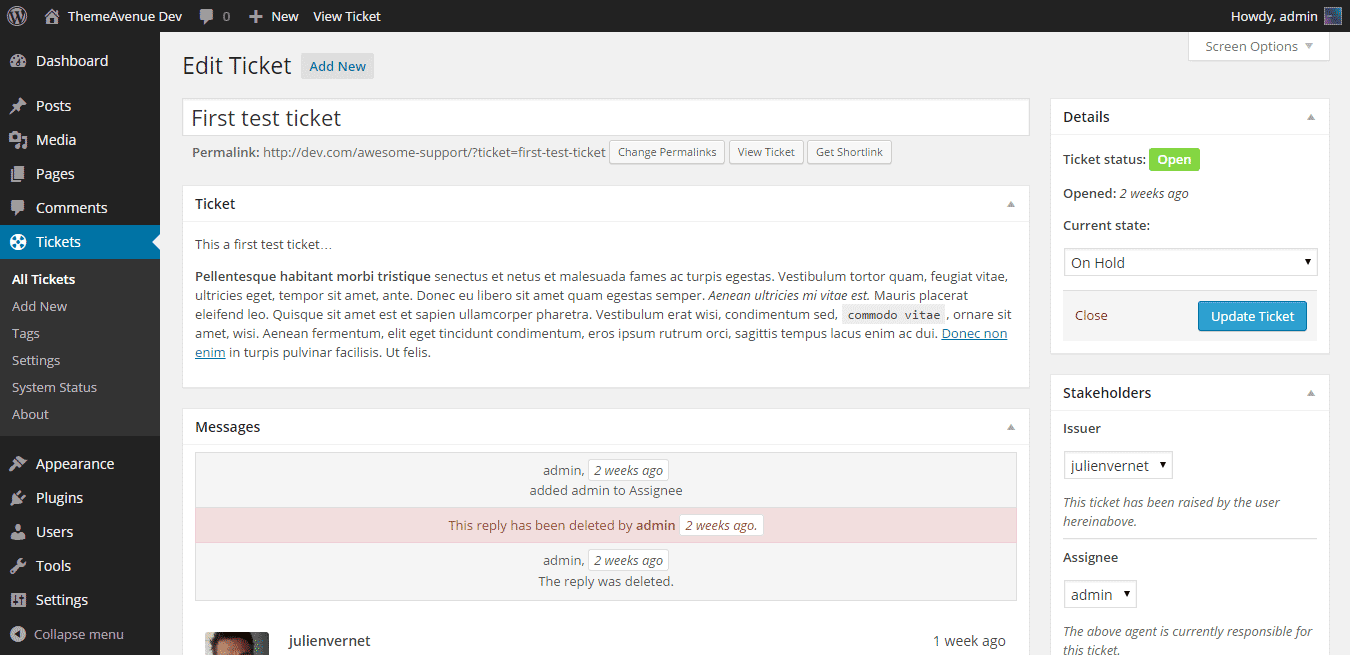 ThemeAvenue Dev 0 New View Ticket Howdy, admin
Dashboard
Posts
Media
Pages
Comments
Tickets
All Tickets
Add New
Tags
Settings
System Status
About
Appearance
Plugins
Users
Tools
Settings
Collapse menu
Screen Options
Edit Ticket Add New
First test ticket
Permalink: http://dev.com/awesome-support/?ticket=first-test-ticket Change Permalinks View Ticket Get Shortlink
Ticket
This a first test ticket…
Pellentesque habitant morbi tristique senectus et netus et malesuada fames ac turpis egestas. Vestibulum tortor quam, feugiat vitae,
ultricies eget, tempor sit amet, ante. Donec eu libero sit amet quam egestas semper. Aenean ultricies mi vitae est. Mauris placerat
eleifend leo. Quisque sit amet est et sapien ullamcorper pharetra. Vestibulum erat wisi, condimentum sed, commodo vitae , ornare sit
amet, wisi. Aenean fermentum, elit eget tincidunt condimentum, eros ipsum rutrum orci, sagittis tempus lacus enim ac dui. Donec non
enim in turpis pulvinar facilisis. Ut felis.
Messages
admin, 2 weeks ago
added admin to Assignee
This reply has been deleted by admin 2 weeks ago.
admin, 2 weeks ago
The reply was deleted.
julienvernet 1 week ago
Details
Ticket status: Open
Opened: 2 weeks ago
Current state:
On Hold
Close Update Ticket
Stakeholders
Issuer
julienvernet
This ticket has been raised by the user
hereinabove.
Assignee
admin
The above agent is currently responsible for
this ticket.